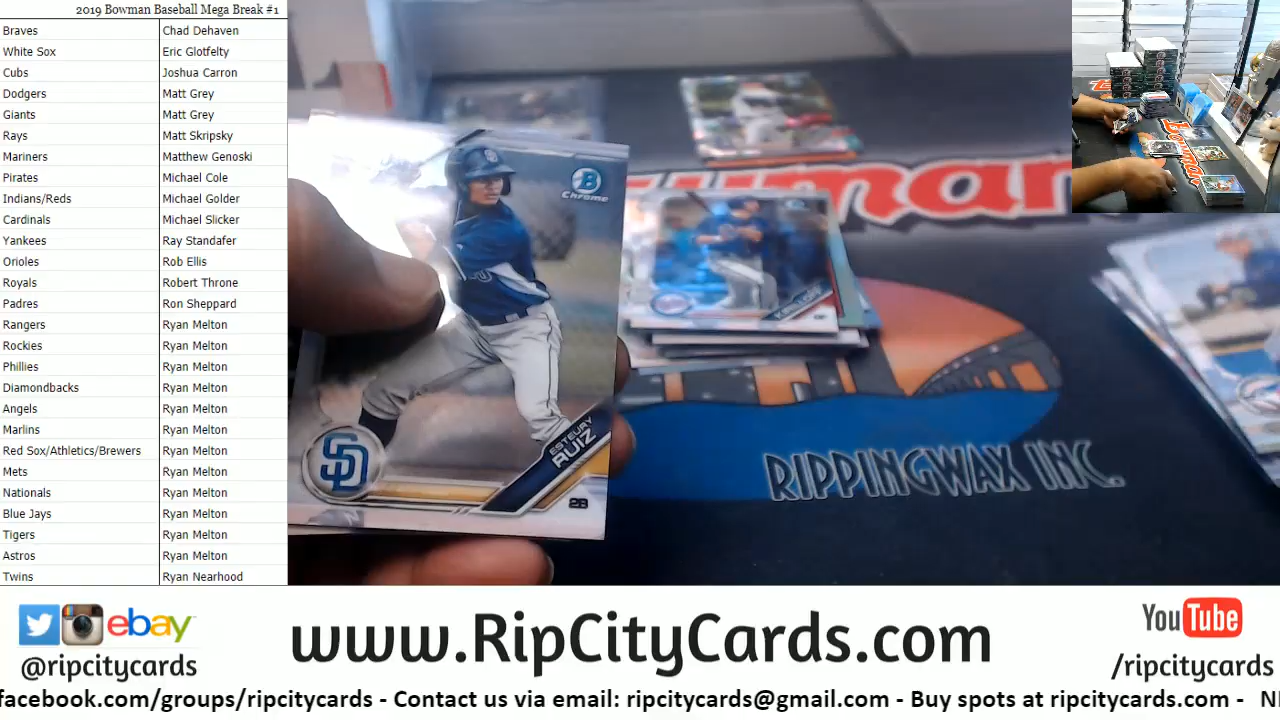 2019 Bowman Baseball Mega Break #1
Braves Chad Dehaven
White Sox Eric Glotfelty
Cubs Joshua Carron
Dodgers Matt Grey
Giants Matt Grey
Rays Matt Skripsky
Mariners Matthew Genoski
Pirates Michael Cole
Indians/Reds Michael Golder
Cardinals Michael Slicker
Yankees Ray Standafer
Orioles Rob Ellis
Royals Robert Throne
Padres Ron Sheppard
Rangers Ryan Melton
Rockies Ryan Melton
Phillies Ryan Melton
Diamondbacks Ryan Melton
Angels Ryan Melton
Marlins Ryan Melton
Red Sox/Athletics/Brewers Ryan Melton
Mets Ryan Melton
Nationals Ryan Melton
Blue Jays Ryan Melton
Tigers Ryan Melton
Astros Ryan Melton
Twins Ryan Nearhood
B
Chrome
ESTEURY
RUIZ
SD
2B
RIPPINGWAX INC.
Bowman
ebay
@ripcitycards
www.RipCityCards.com
YouTube
/ripcitycards
facebook.com/groups/ripcitycards - Contact us via email: ripcitycards@gmail.com - Buy spots at ripcitycards.com -